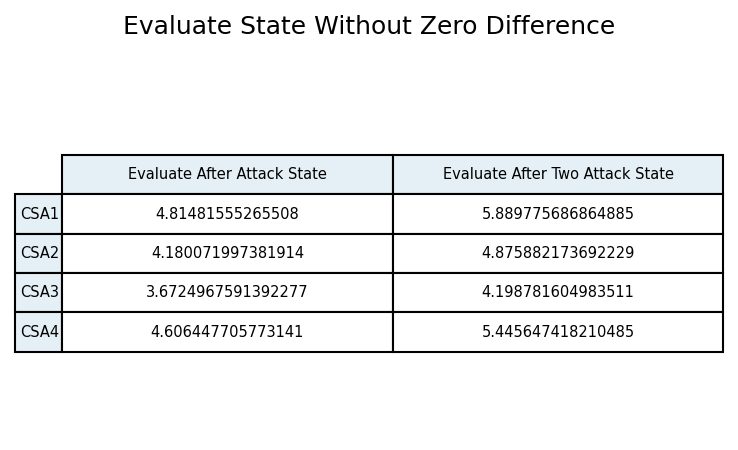 Evaluate State Without Zero Difference
Evaluate After Attack State Evaluate After Two Attack State
CSA1 4.81481555265508 5.889775686864885
CSA2 4.180071997381914 4.875882173692229
CSA3 3.6724967591392277 4.198781604983511
CSA4 4.606447705773141 5.445647418210485